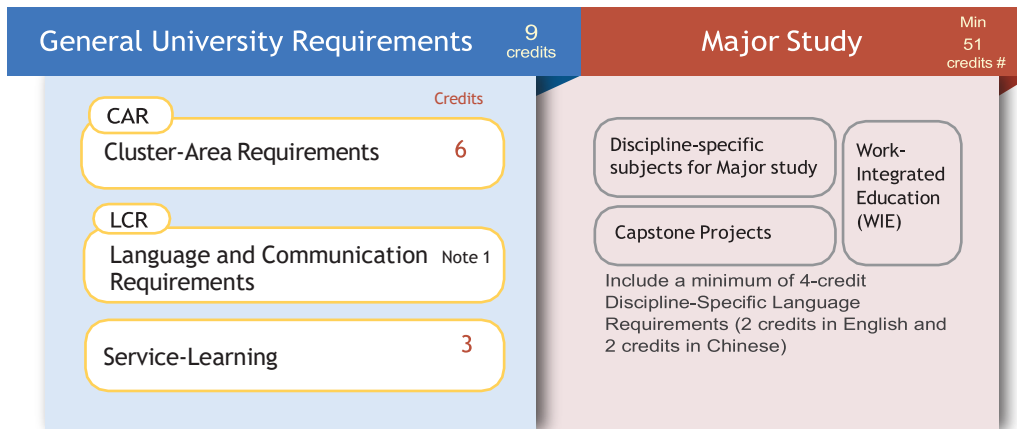 General University Requirements
9
credits
Major Study
Min
51
credits #
Credits
CAR
Cluster-Area Requirements 6
LCR
Language and Communication Note 1
Requirements
Service-Learning 3
Discipline-specific
subjects for Major study
Capstone Projects
Work-
Integrated
Education
(WIE)
Include a minimum of 4-credit
Discipline-Specific Language
Requirements (2 credits in English and
2 credits in Chinese)